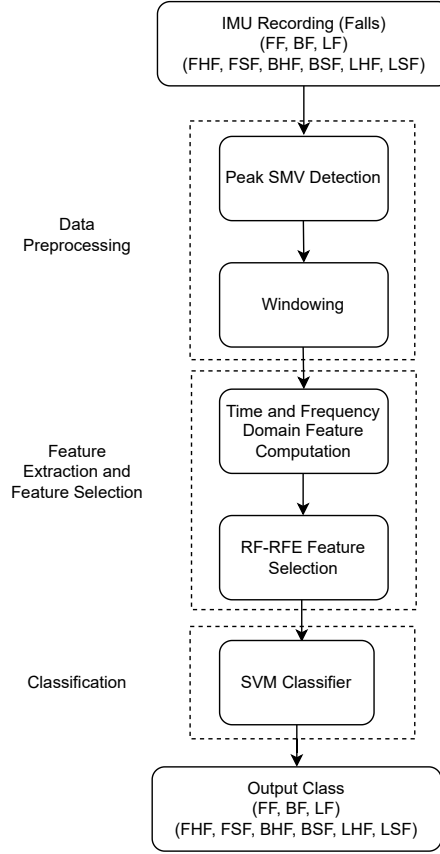 IMU Recording (Falls)
(FF, BF, LF)
(FHF, FSF, BHF, BSF, LHF, LSF)
Peak SMV Detection
Data
Preprocessing
Windowing
Time and Frequency
Domain Feature
Computation
Feature
Extraction and
Feature Selection
RF-RFE Feature
Selection
Classification
SVM Classifier
Output Class
(FF, BF, LF)
(FHF, FSF, BHF, BSF, LHF, LSF)